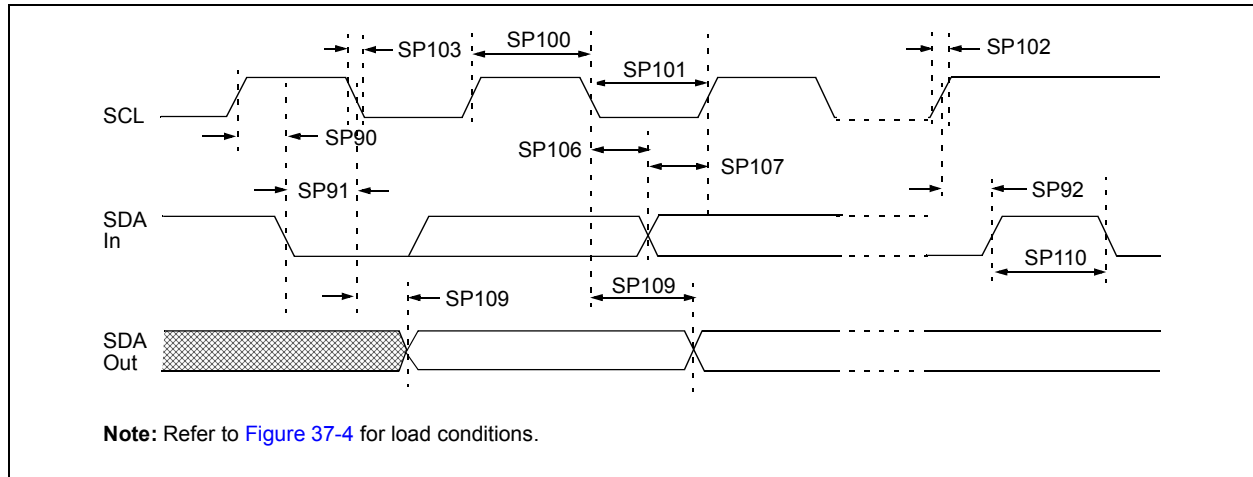 SP103
SP100
SP102
SP101
SCL
SP90
SP106
SP107
SP91
SP92
SDA
In
SP110
SP109
SP109
SDA
Out
Note: Refer to Figure 37-4 for load conditions.